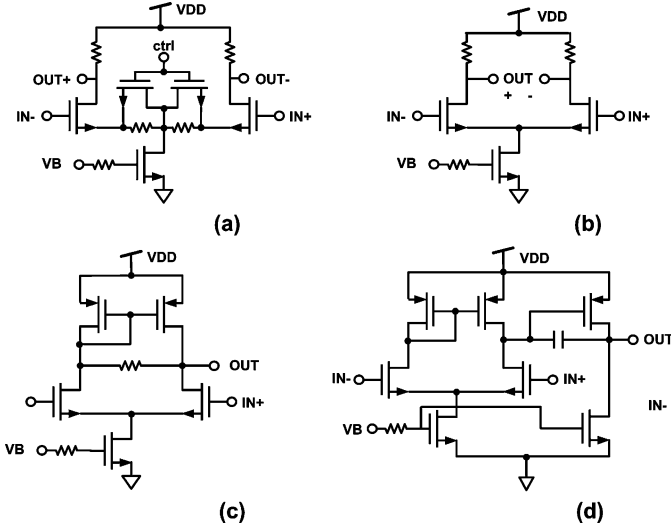 VDD
ctrl
OUT+
OUT-
IN-
IN+
VB
(a)
VDD
OUT
+ -
IN-
IN+
VB
(b)
VDD
OUT
IN+
VB
(c)
VDD
OUT
IN-
IN+
IN-
VB
(d)